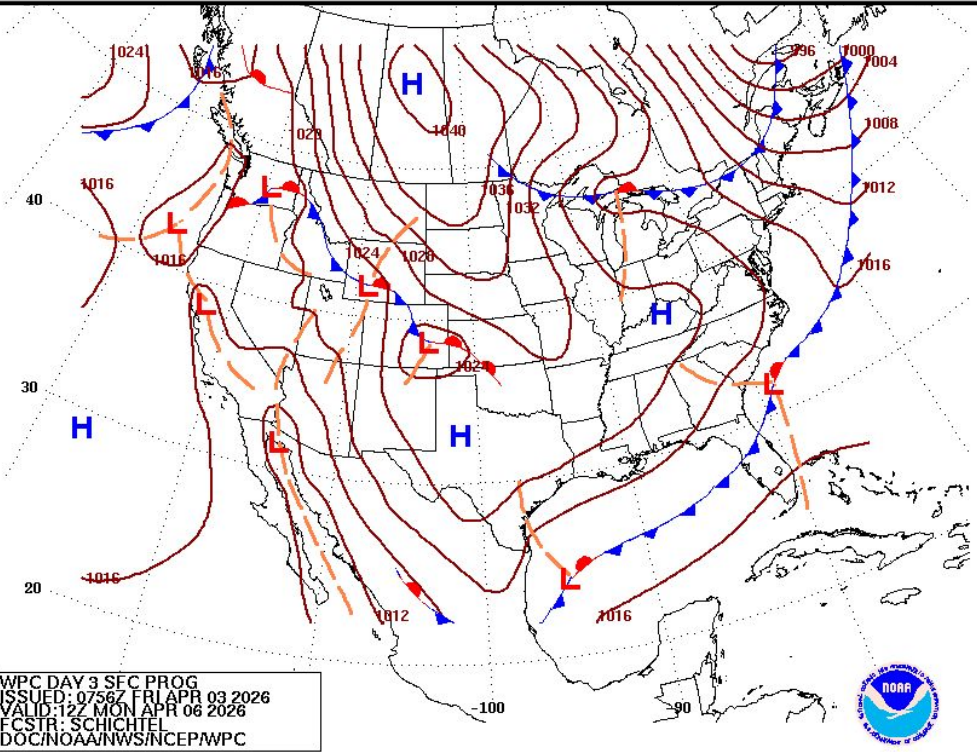 1024
1016
996
1000
1004
1008
H
1040
1012
1016
L
1036
1032
40
L
1024
1028
1016
1016
L
L
H
L
1024
30
L
H
H
L
L
20
1016
1012
1016
-100
-90
WPC DAY 3 SFC PROG
ISSUED: 0756Z FRI APR 03 2026
VALID:12Z MON APR 06 2026
FCSTR: SCHICHTEL
DOC/NOAA/NWS/NCEP/WPC
NOAA